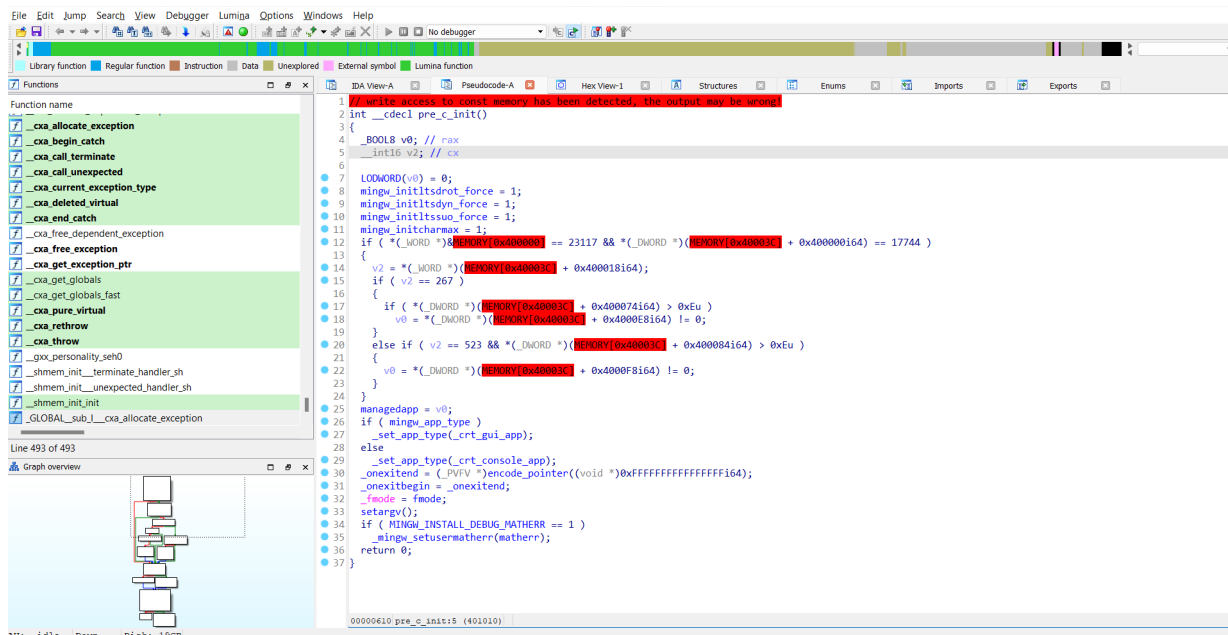 File Edit Jump Search View Debugger Lumina Options Windows Help
No debugger
Library function Regular function Instruction Data Unexplored External symbol Lumina function
Functions
IDA View-A Pseudocode-A Hex View-1 Structures Enums Imports Exports
Function name
__cxa_allocate_exception
__cxa_begin_catch
__cxa_call_terminate
__cxa_call_unexpected
__cxa_current_exception_type
__cxa_deleted_virtual
__cxa_end_catch
__cxa_free_dependent_exception
__cxa_free_exception
__cxa_get_exception_ptr
__cxa_get_globals
__cxa_get_globals_fast
__cxa_pure_virtual
__cxa_rethrow
__cxa_throw
__gxx_personality_seh0
__shmem_init__terminate_handler_sh
__shmem_init__unexpected_handler_sh
__shmem_init_init
_GLOBAL__sub_I__cxa_allocate_exception
Line 493 of 493
Graph overview
1 // write access to const memory has been detected, the output may be wrong!
2 int __cdecl pre_c_init()
3 {
4 _BOOL8 v0; // rax
5 __int16 v2; // cx
6
7 LODWORD(v0) = 0;
8 mingw_initltsdrot_force = 1;
9 mingw_initltsdyn_force = 1;
10 mingw_initltssuo_force = 1;
11 mingw_initcharmax = 1;
12 if ( *(_WORD *)&MEMORY[0x400000] == 23117 && *(_DWORD *)(MEMORY[0x40003C] + 0x400000i64) == 17744 )
13 {
14 v2 = *(_WORD *)(MEMORY[0x40003C] + 0x400018i64);
15 if ( v2 == 267 )
16 {
17 if ( *(_DWORD *)(MEMORY[0x40003C] + 0x400074i64) > 0xEu )
18 v0 = *(_DWORD *)(MEMORY[0x40003C] + 0x4000E8i64) != 0;
19 }
20 else if ( v2 == 523 && *(_DWORD *)(MEMORY[0x40003C] + 0x400084i64) > 0xEu )
21 {
22 v0 = *(_DWORD *)(MEMORY[0x40003C] + 0x4000F8i64) != 0;
23 }
24 }
25 managedapp = v0;
26 if ( mingw_app_type )
27 _set_app_type(_crt_gui_app);
28 else
29 _set_app_type(_crt_console_app);
30 _onexitend = (_PVFV *)encode_pointer((void *)0xFFFFFFFFFFFFFFFFi64);
31 _onexitbegin = _onexitend;
32 _fmode = fmode;
33 setargv();
34 if ( MINGW_INSTALL_DEBUG_MATHERR == 1 )
35 _mingw_setusermatherr(matherr);
36 return 0;
37 }
00000610 pre_c_init:5 (401010)